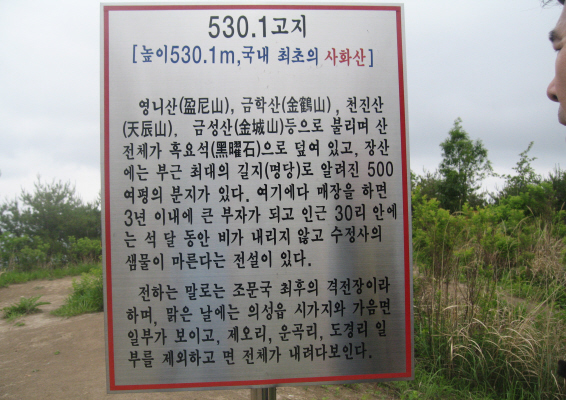 530.1고지
[높이530.1m,국내 최초의 사화산]
영니산(盈尼山), 금학산(金鶴山), 천진산
(天辰山), 금성산(金城山)등으로 불리며 산
전체가 흑요석(黑曜石)으로 덮여 있고, 장산
에는 부근 최대의 길지(명당)로 알려진 500
여평의 분지가 있다. 여기에다 매장을 하면
3년 이내에 큰 부자가 되고 인근 30리 안에
는 석 달 동안 비가 내리지 않고 수정사의
샘물이 마른다는 전설이 있다.
전하는 말로는 조문국 최후의 격전장이라
하며, 맑은 날에는 의성읍 시가지와 가음면
일부가 보이고, 제오리, 운곡리, 도경리 일
부를 제외하고 면 전체가 내려다보인다.